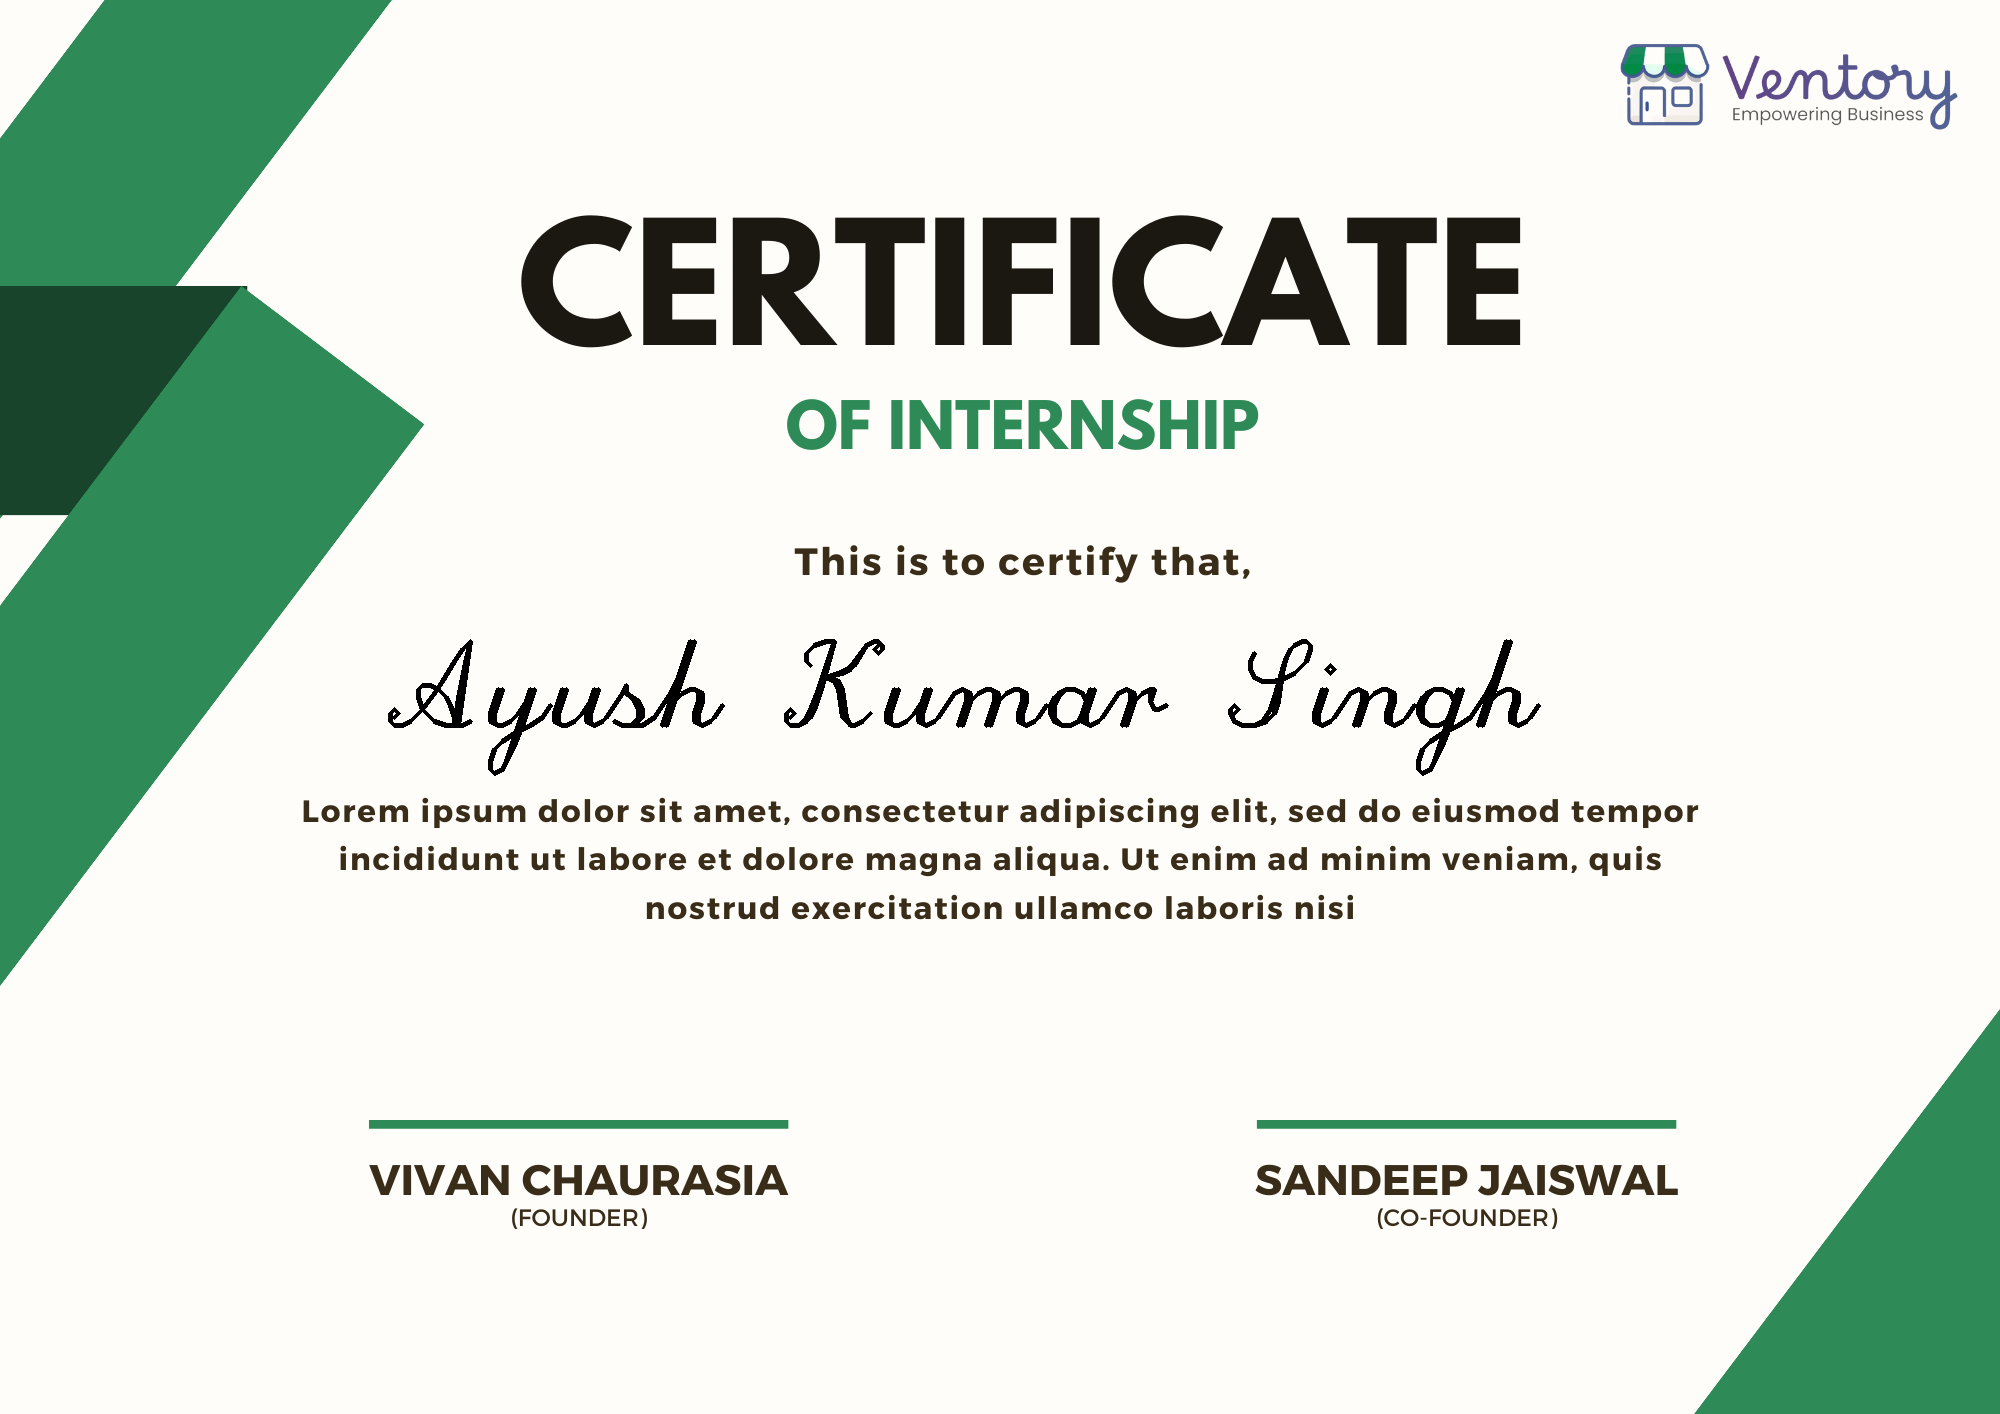 Ventory
Empowering Business
CERTIFICATE
OF INTERNSHIP
This is to certify that,
Ayush Kumar Singh
Lorem ipsum dolor sit amet, consectetur adipiscing elit, sed do eiusmod tempor
incididunt ut labore et dolore magna aliqua. Ut enim ad minim veniam, quis
nostrud exercitation ullamco laboris nisi
VIVAN CHAURASIA
(FOUNDER)
SANDEEP JAISWAL
(CO-FOUNDER)